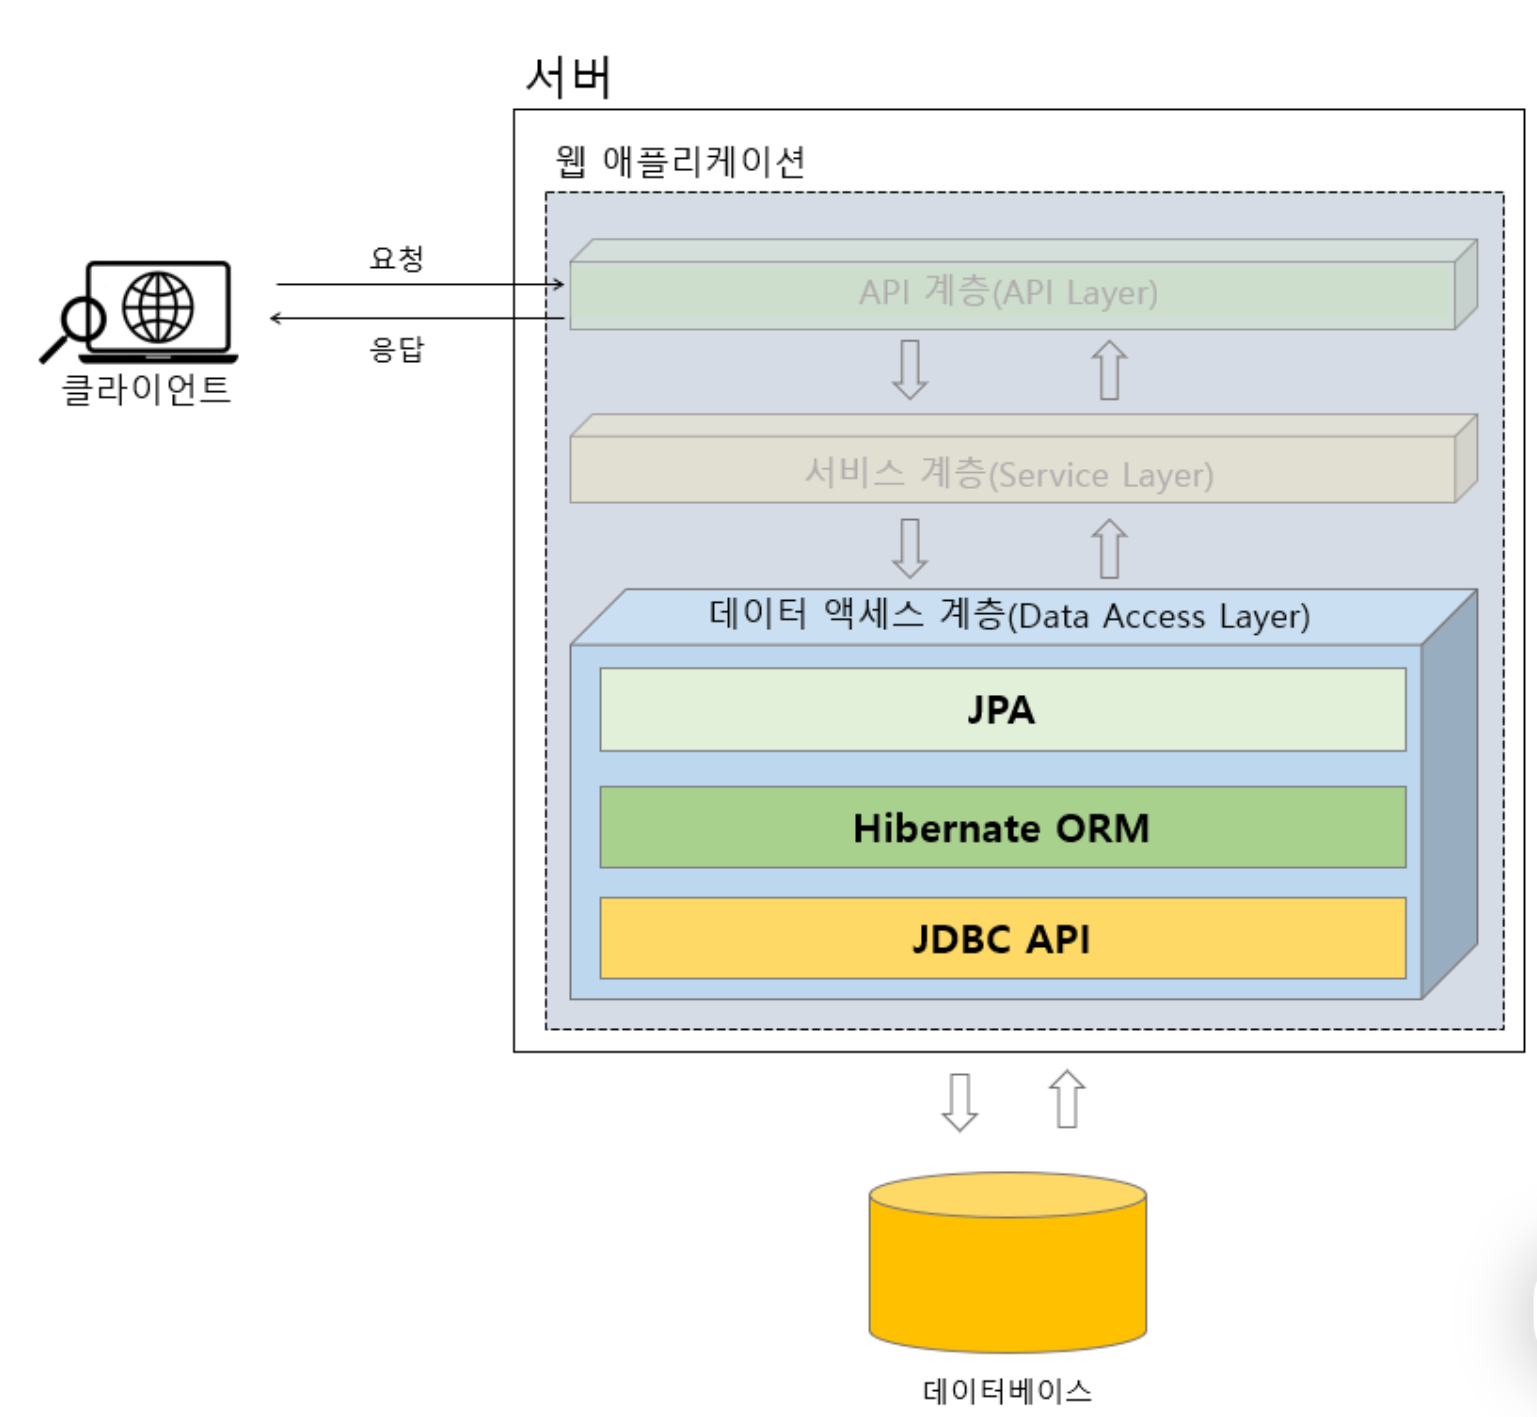 서버
웹 애플리케이션
요청
응답
클라이언트
API 계층(API Layer)
서비스 계층(Service Layer)
데이터 액세스 계층(Data Access Layer)
JPA
Hibernate ORM
JDBC API
데이터베이스